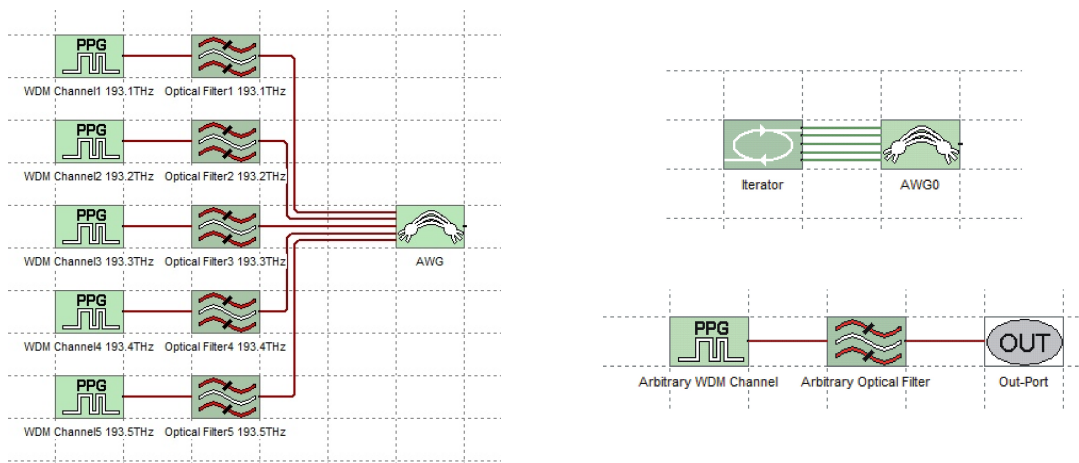 PPG
WDM Channel1 193.1THz Optical Filter1 193.1THz
PPG
WDM Channel2 193.2THz Optical Filter2 193.2THz
PPG
WDM Channel3 193.3THz Optical Filter3 193.3THz
AWG
PPG
WDM Channel4 193.4THz Optical Filter4 193.4THz
PPG
WDM Channel5 193.5THz Optical Filter5 193.5THz
Iterator AWG0
PPG OUT
Arbitrary WDM Channel Arbitrary Optical Filter Out-Port